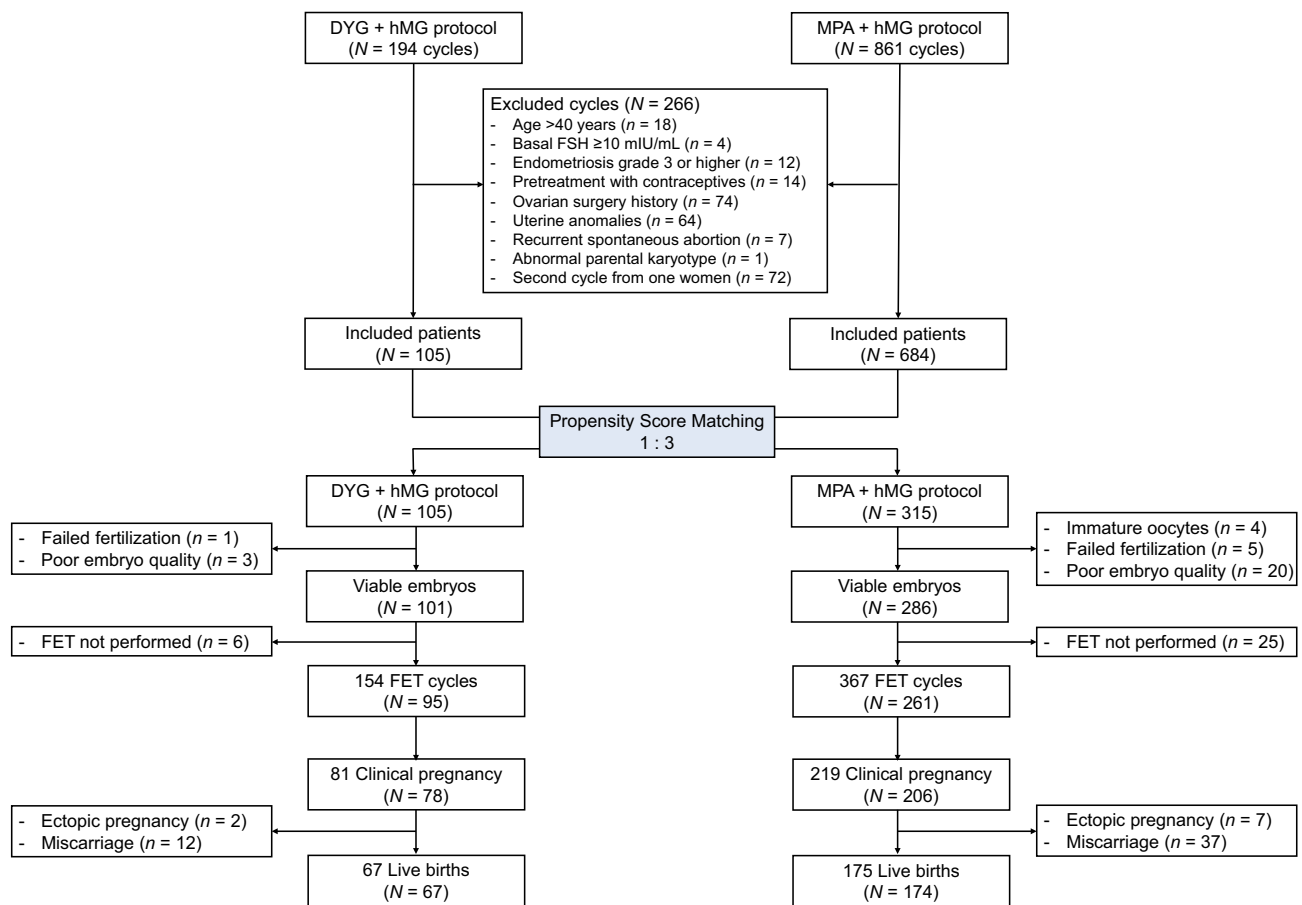 DYG + hMG protocol
(N = 194 cycles)
MPA + hMG protocol
(N = 861 cycles)
Excluded cycles (N = 266)
- Age >40 years (n = 18)
- Basal FSH ≥10 mIU/mL (n = 4)
- Endometriosis grade 3 or higher (n = 12)
- Pretreatment with contraceptives (n = 14)
- Ovarian surgery history (n = 74)
- Uterine anomalies (n = 64)
- Recurrent spontaneous abortion (n = 7)
- Abnormal parental karyotype (n = 1)
- Second cycle from one women (n = 72)
Included patients
(N = 105)
Included patients
(N = 684)
Propensity Score Matching
1 : 3
DYG + hMG protocol
(N = 105)
MPA + hMG protocol
(N = 315)
- Failed fertilization (n = 1)
- Poor embryo quality (n = 3)
- Immature oocytes (n = 4)
- Failed fertilization (n = 5)
- Poor embryo quality (n = 20)
Viable embryos
(N = 101)
Viable embryos
(N = 286)
- FET not performed (n = 6)
- FET not performed (n = 25)
154 FET cycles
(N = 95)
367 FET cycles
(N = 261)
81 Clinical pregnancy
(N = 78)
219 Clinical pregnancy
(N = 206)
- Ectopic pregnancy (n = 2)
- Miscarriage (n = 12)
- Ectopic pregnancy (n = 7)
- Miscarriage (n = 37)
67 Live births
(N = 67)
175 Live births
(N = 174)